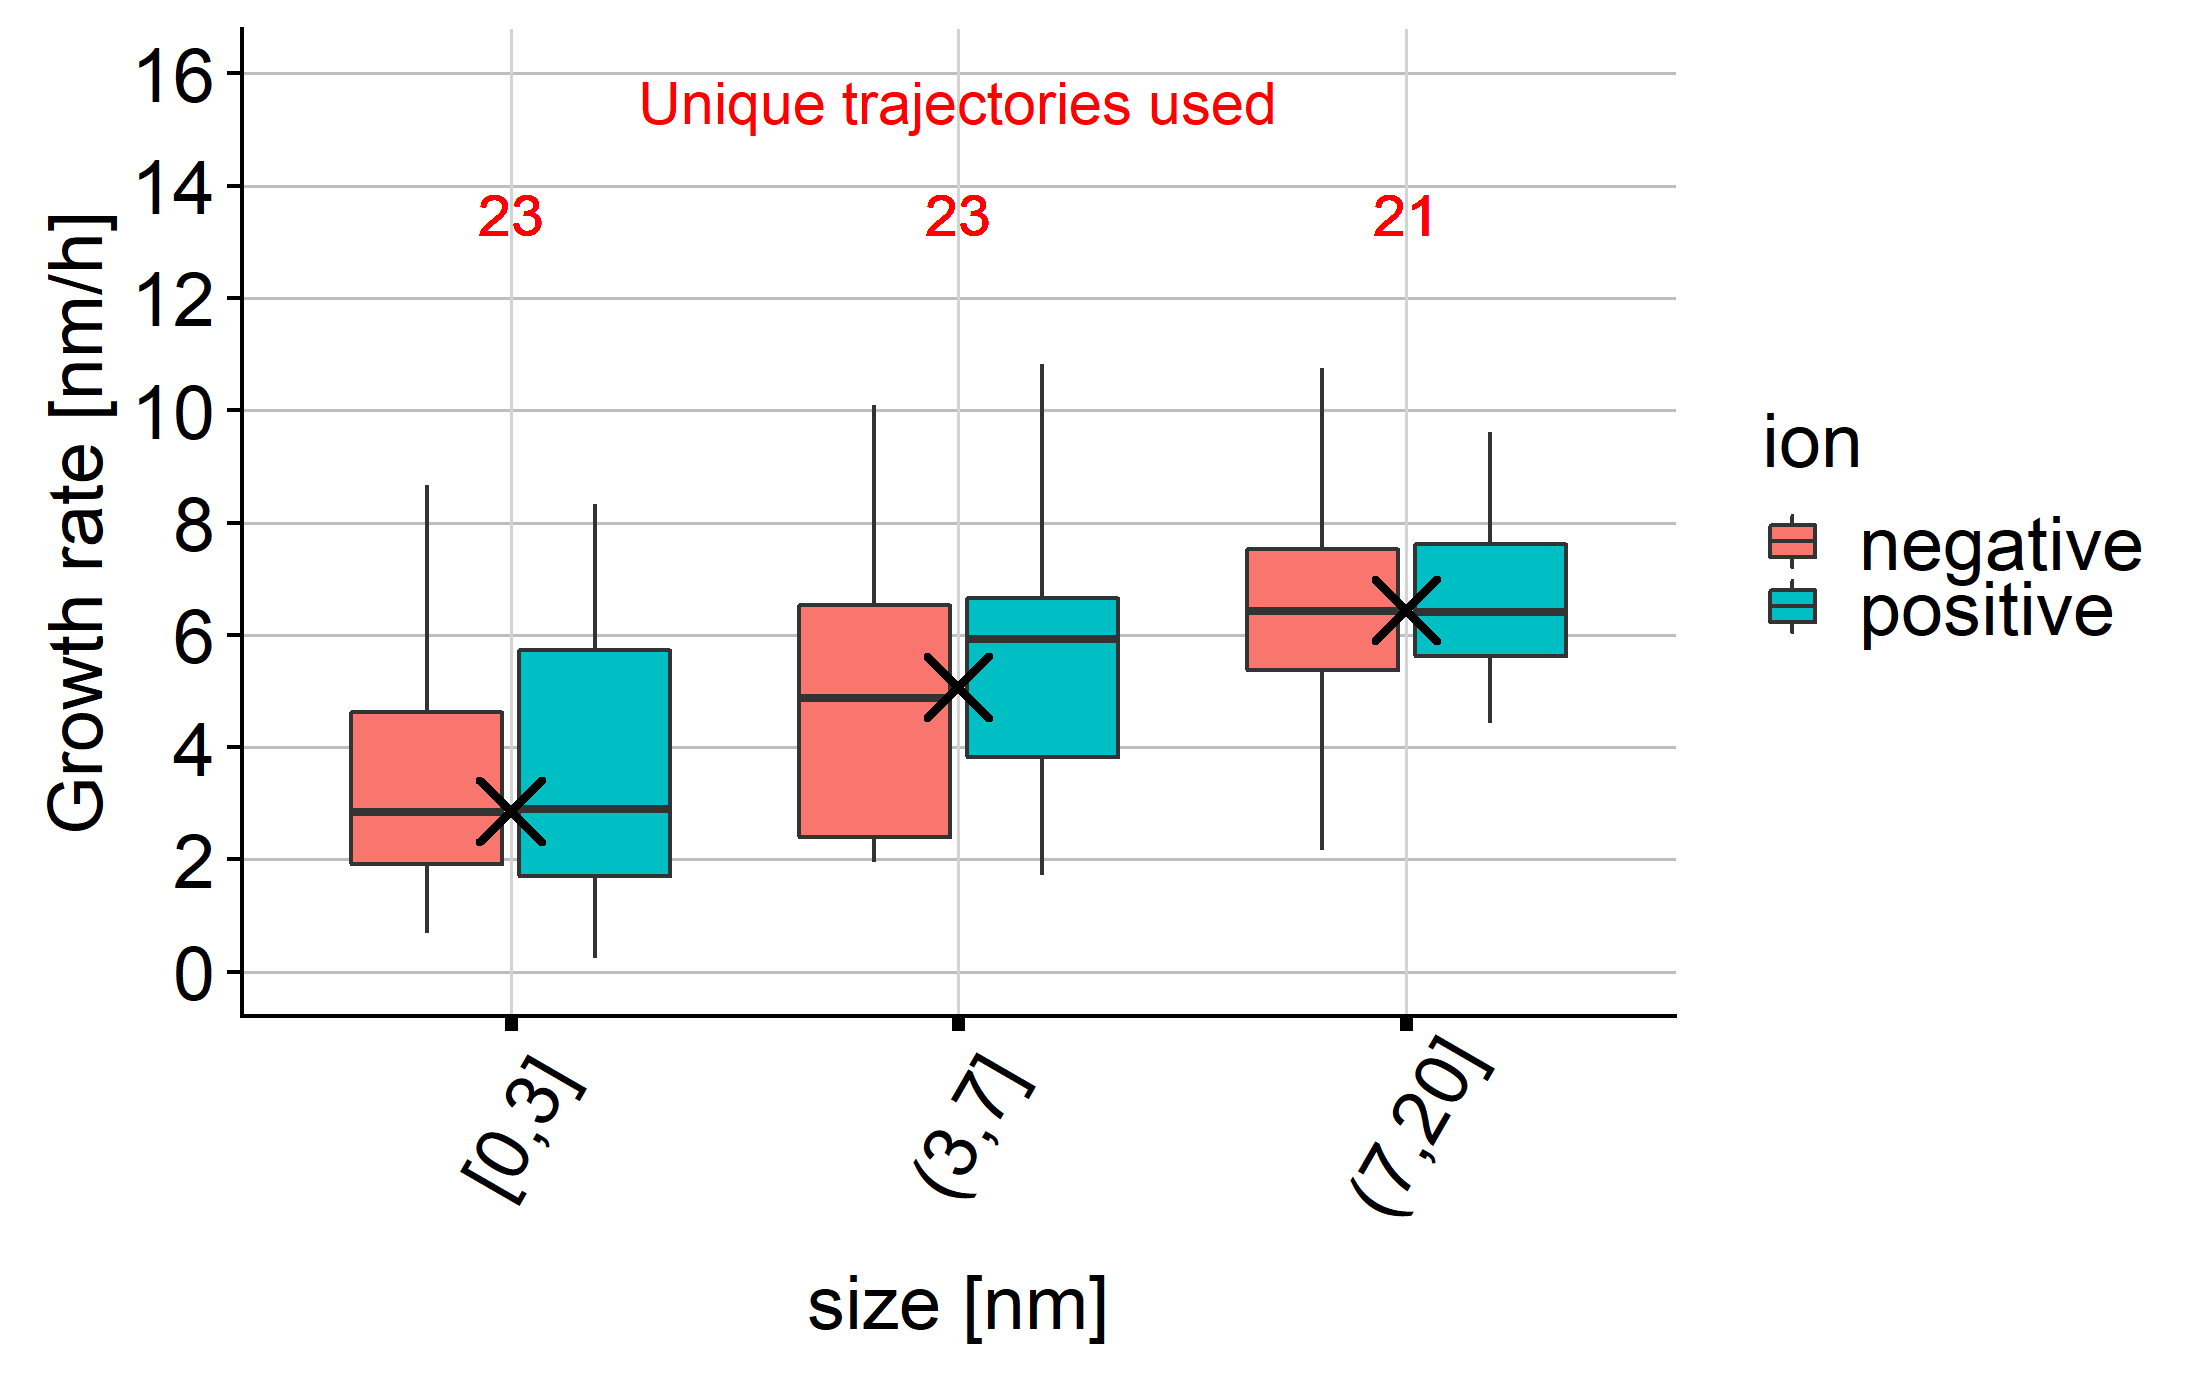 Growth rate [nm/h]
16
14
12
10
8
6
4
2
0
Unique trajectories used
23 23 21
[0,3] (3,7] (7,20]
size [nm]
ion
negative
positive